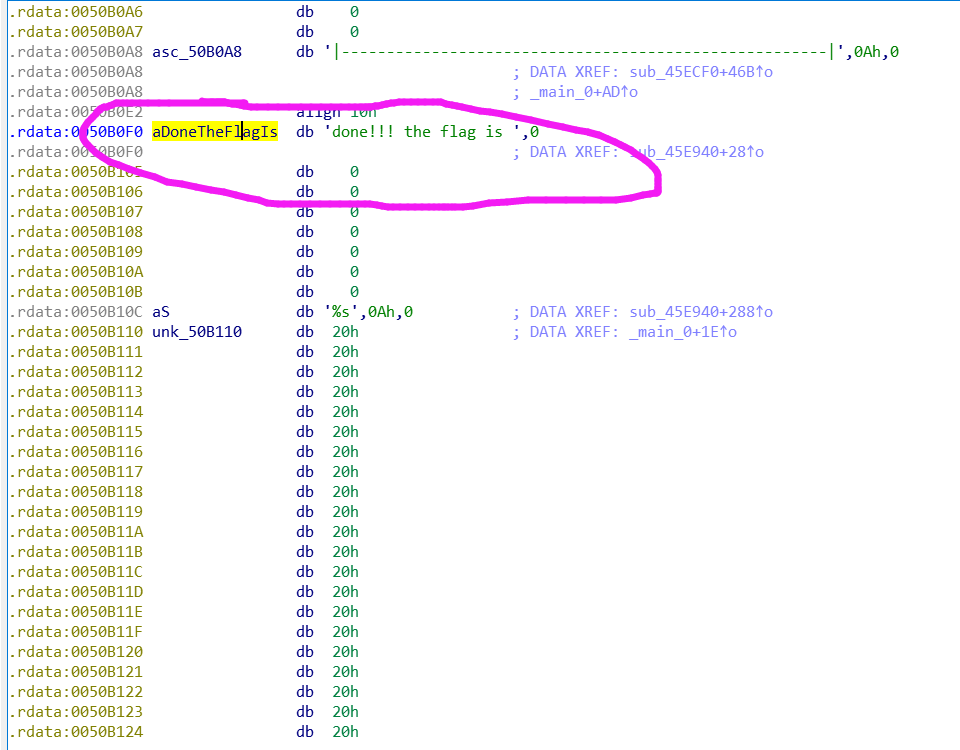 .rdata:0050B0A6 db 0
.rdata:0050B0A7 db 0
.rdata:0050B0A8 asc_50B0A8 db '|------------------------------------------------------|',0Ah,0
.rdata:0050B0A8 ; DATA XREF: sub_45ECF0+46B↑o
.rdata:0050B0A8 ; _main_0+AD↑o
.rdata:0050B0E2 align 10h
.rdata:0050B0F0 aDoneTheFlagIs db 'done!!! the flag is ',0
.rdata:0050B0F0 ; DATA XREF: sub_45E940+28↑o
.rdata:0050B105 db 0
.rdata:0050B106 db 0
.rdata:0050B107 db 0
.rdata:0050B108 db 0
.rdata:0050B109 db 0
.rdata:0050B10A db 0
.rdata:0050B10B db 0
.rdata:0050B10C aS db '%s',0Ah,0 ; DATA XREF: sub_45E940+288↑o
.rdata:0050B110 unk_50B110 db 20h ; DATA XREF: _main_0+1E↑o
.rdata:0050B111 db 20h
.rdata:0050B112 db 20h
.rdata:0050B113 db 20h
.rdata:0050B114 db 20h
.rdata:0050B115 db 20h
.rdata:0050B116 db 20h
.rdata:0050B117 db 20h
.rdata:0050B118 db 20h
.rdata:0050B119 db 20h
.rdata:0050B11A db 20h
.rdata:0050B11B db 20h
.rdata:0050B11C db 20h
.rdata:0050B11D db 20h
.rdata:0050B11E db 20h
.rdata:0050B11F db 20h
.rdata:0050B120 db 20h
.rdata:0050B121 db 20h
.rdata:0050B122 db 20h
.rdata:0050B123 db 20h
.rdata:0050B124 db 20h